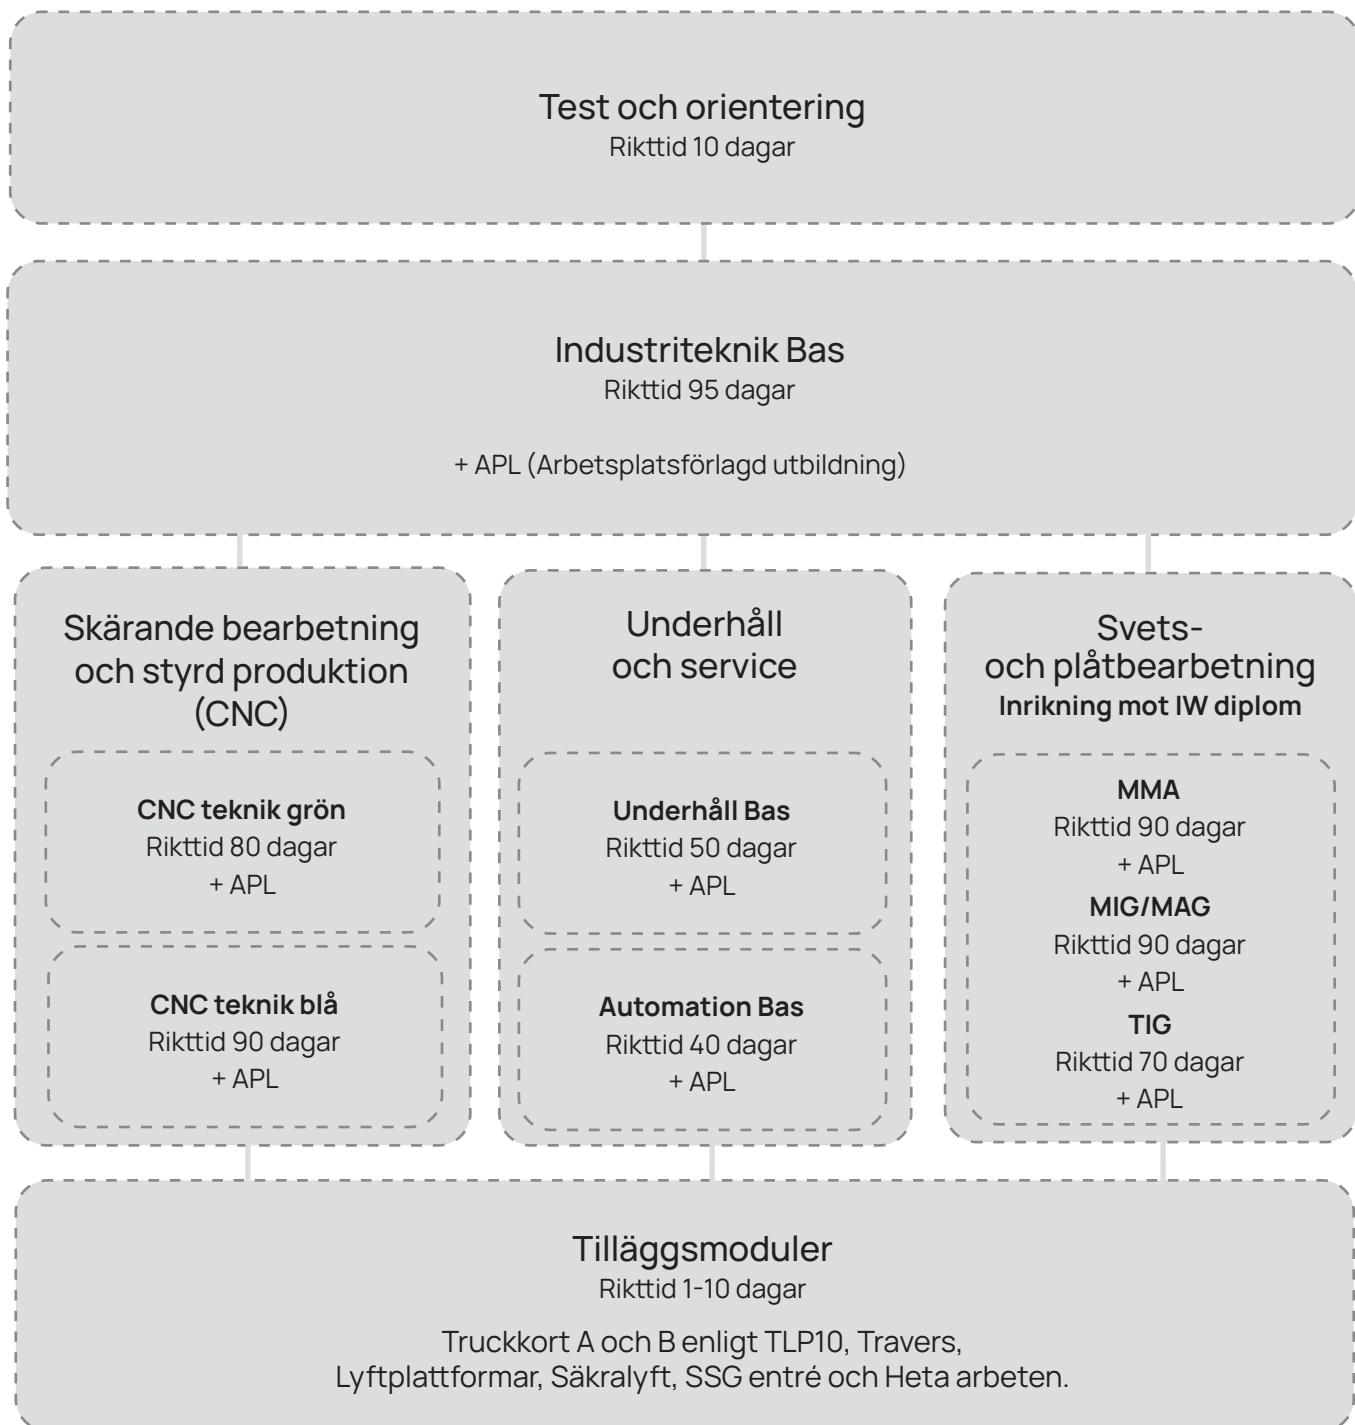 Test och orientering
Rikttid 10 dagar
Industriteknik Bas
Rikttid 95 dagar
+ APL (Arbetsplatsförlagd utbildning)
Skärande bearbetning
och styrd produktion
(CNC)
CNC teknik grön
Rikttid 80 dagar
+ APL
CNC teknik blå
Rikttid 90 dagar
+ APL
Underhåll
och service
Underhåll Bas
Rikttid 50 dagar
+ APL
Automation Bas
Rikttid 40 dagar
+ APL
Svets-
och plåtbearbetning
Inrikning mot IW diplom
MMA
Rikttid 90 dagar
+ APL
MIG/MAG
Rikttid 90 dagar
+ APL
TIG
Rikttid 70 dagar
+ APL
Tilläggsmoduler
Rikttid 1-10 dagar
Truckkort A och B enligt TLP10, Travers,
Lyftplattformar, Säkralyft, SSG entré och Heta arbeten.